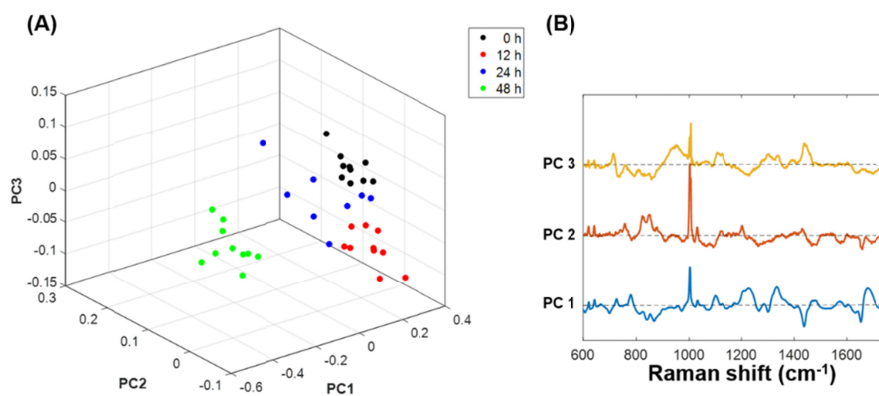 (A)
0 h
12 h
24 h
48 h
0.15
0.1
0.05
0
-0.05
-0.1
-0.15
PC3
0.3
0.2
0.1
0
-0.1
PC2
-0.6
-0.4
-0.2
0
0.2
0.4
PC1
(B)
PC 3
PC 2
PC 1
600 800 1000 1200 1400 1600
Raman shift (cm⁻¹)